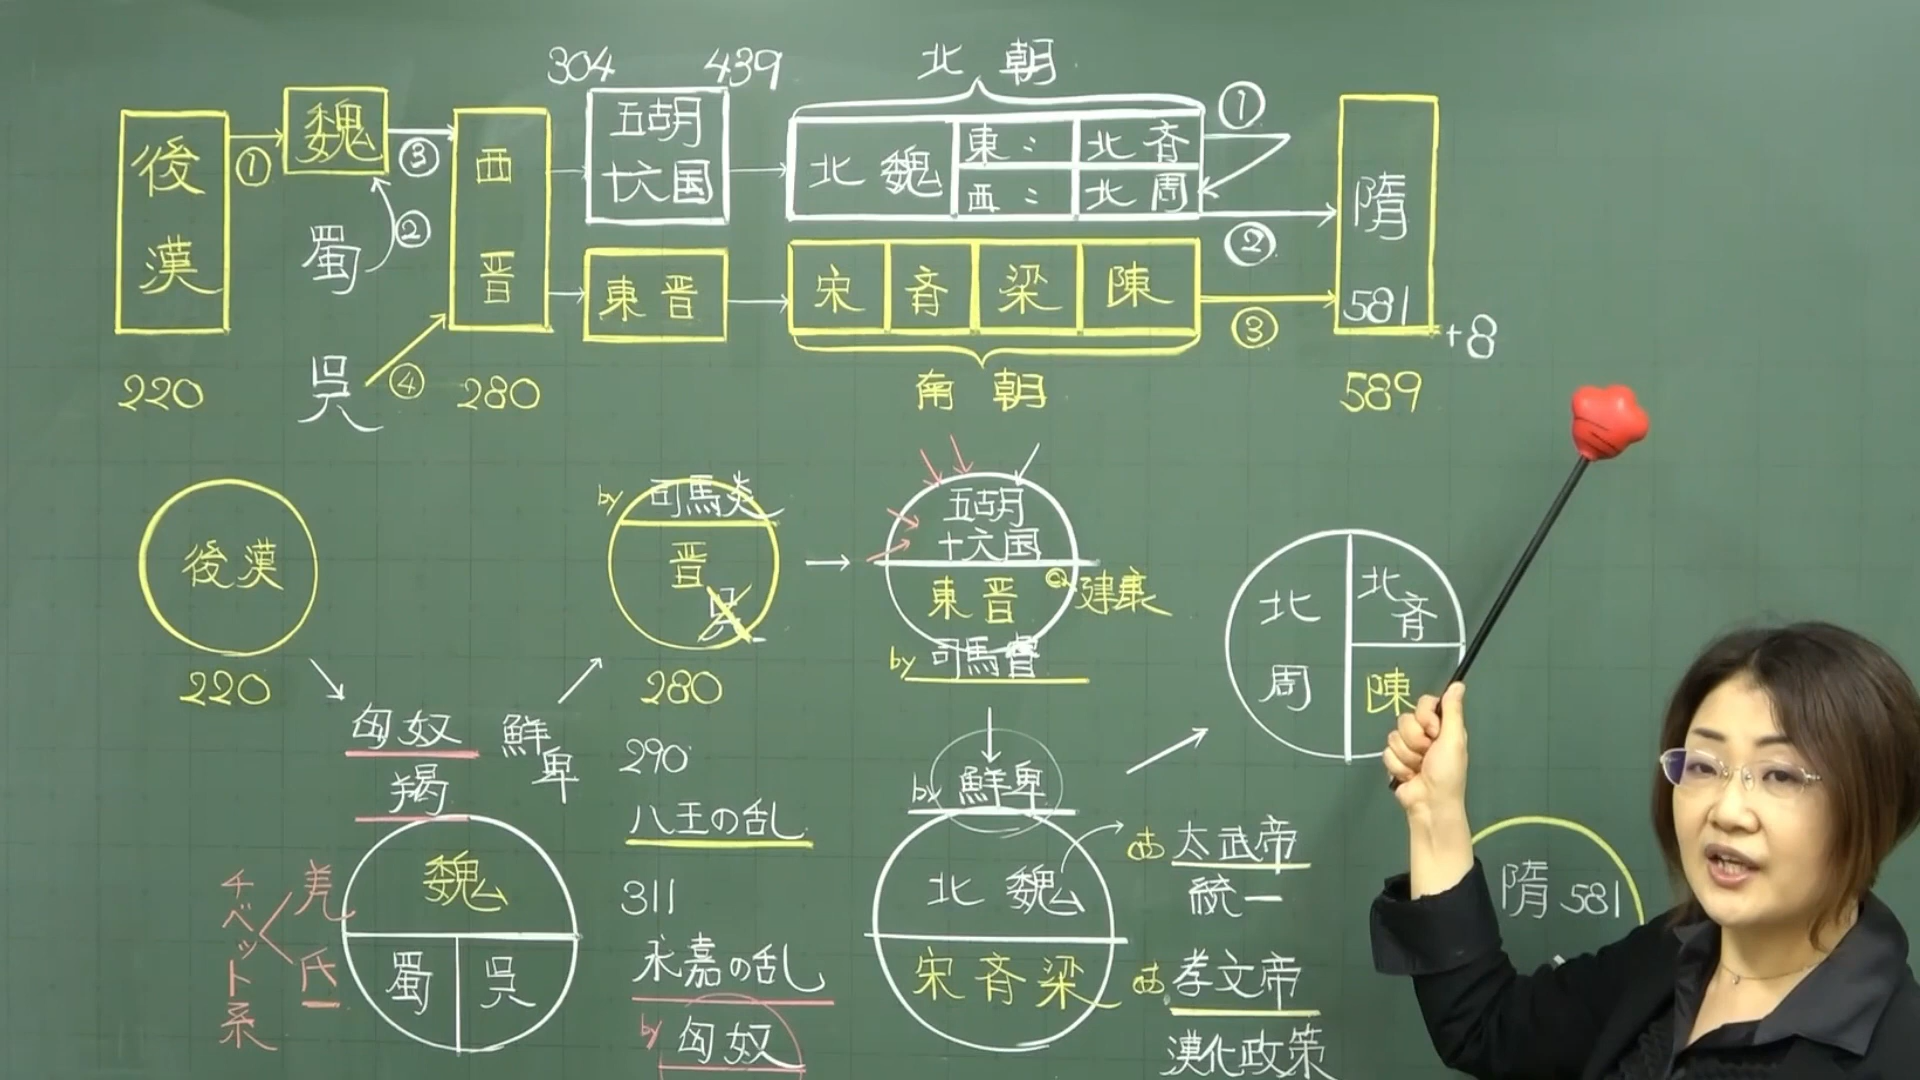 304 439 北朝
後漢 ① 魏 ③ 西晋 五胡十六国 北魏 東〃 北斉 ① 隋 581 +8
西〃 北周 ②
蜀 ②
東晋 宋 斉 梁 陳 ③
呉 ④
220 280 南朝 589
後漢
220
by 司馬炎
晋
呉
280
五胡
十六国
東晋 ◎建康
by 司馬睿
北周
北斉
陳
匈奴
羯
鮮卑
魏
蜀 呉
チベット系
羌
氐
290
八王の乱
311
永嘉の乱
by 匈奴
by 鮮卑
北魏
宋斉梁
太武帝
統一
孝文帝
漢化政策
隋 581